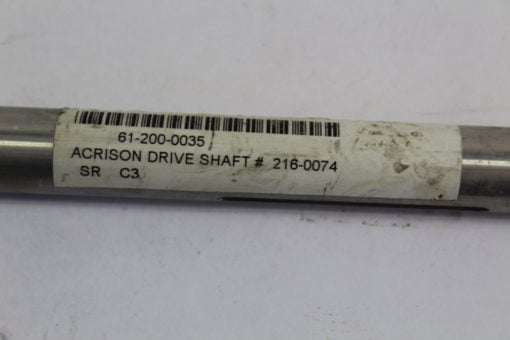 61-200-0035
ACRISON DRIVE SHAFT # 216-0074
SR C3